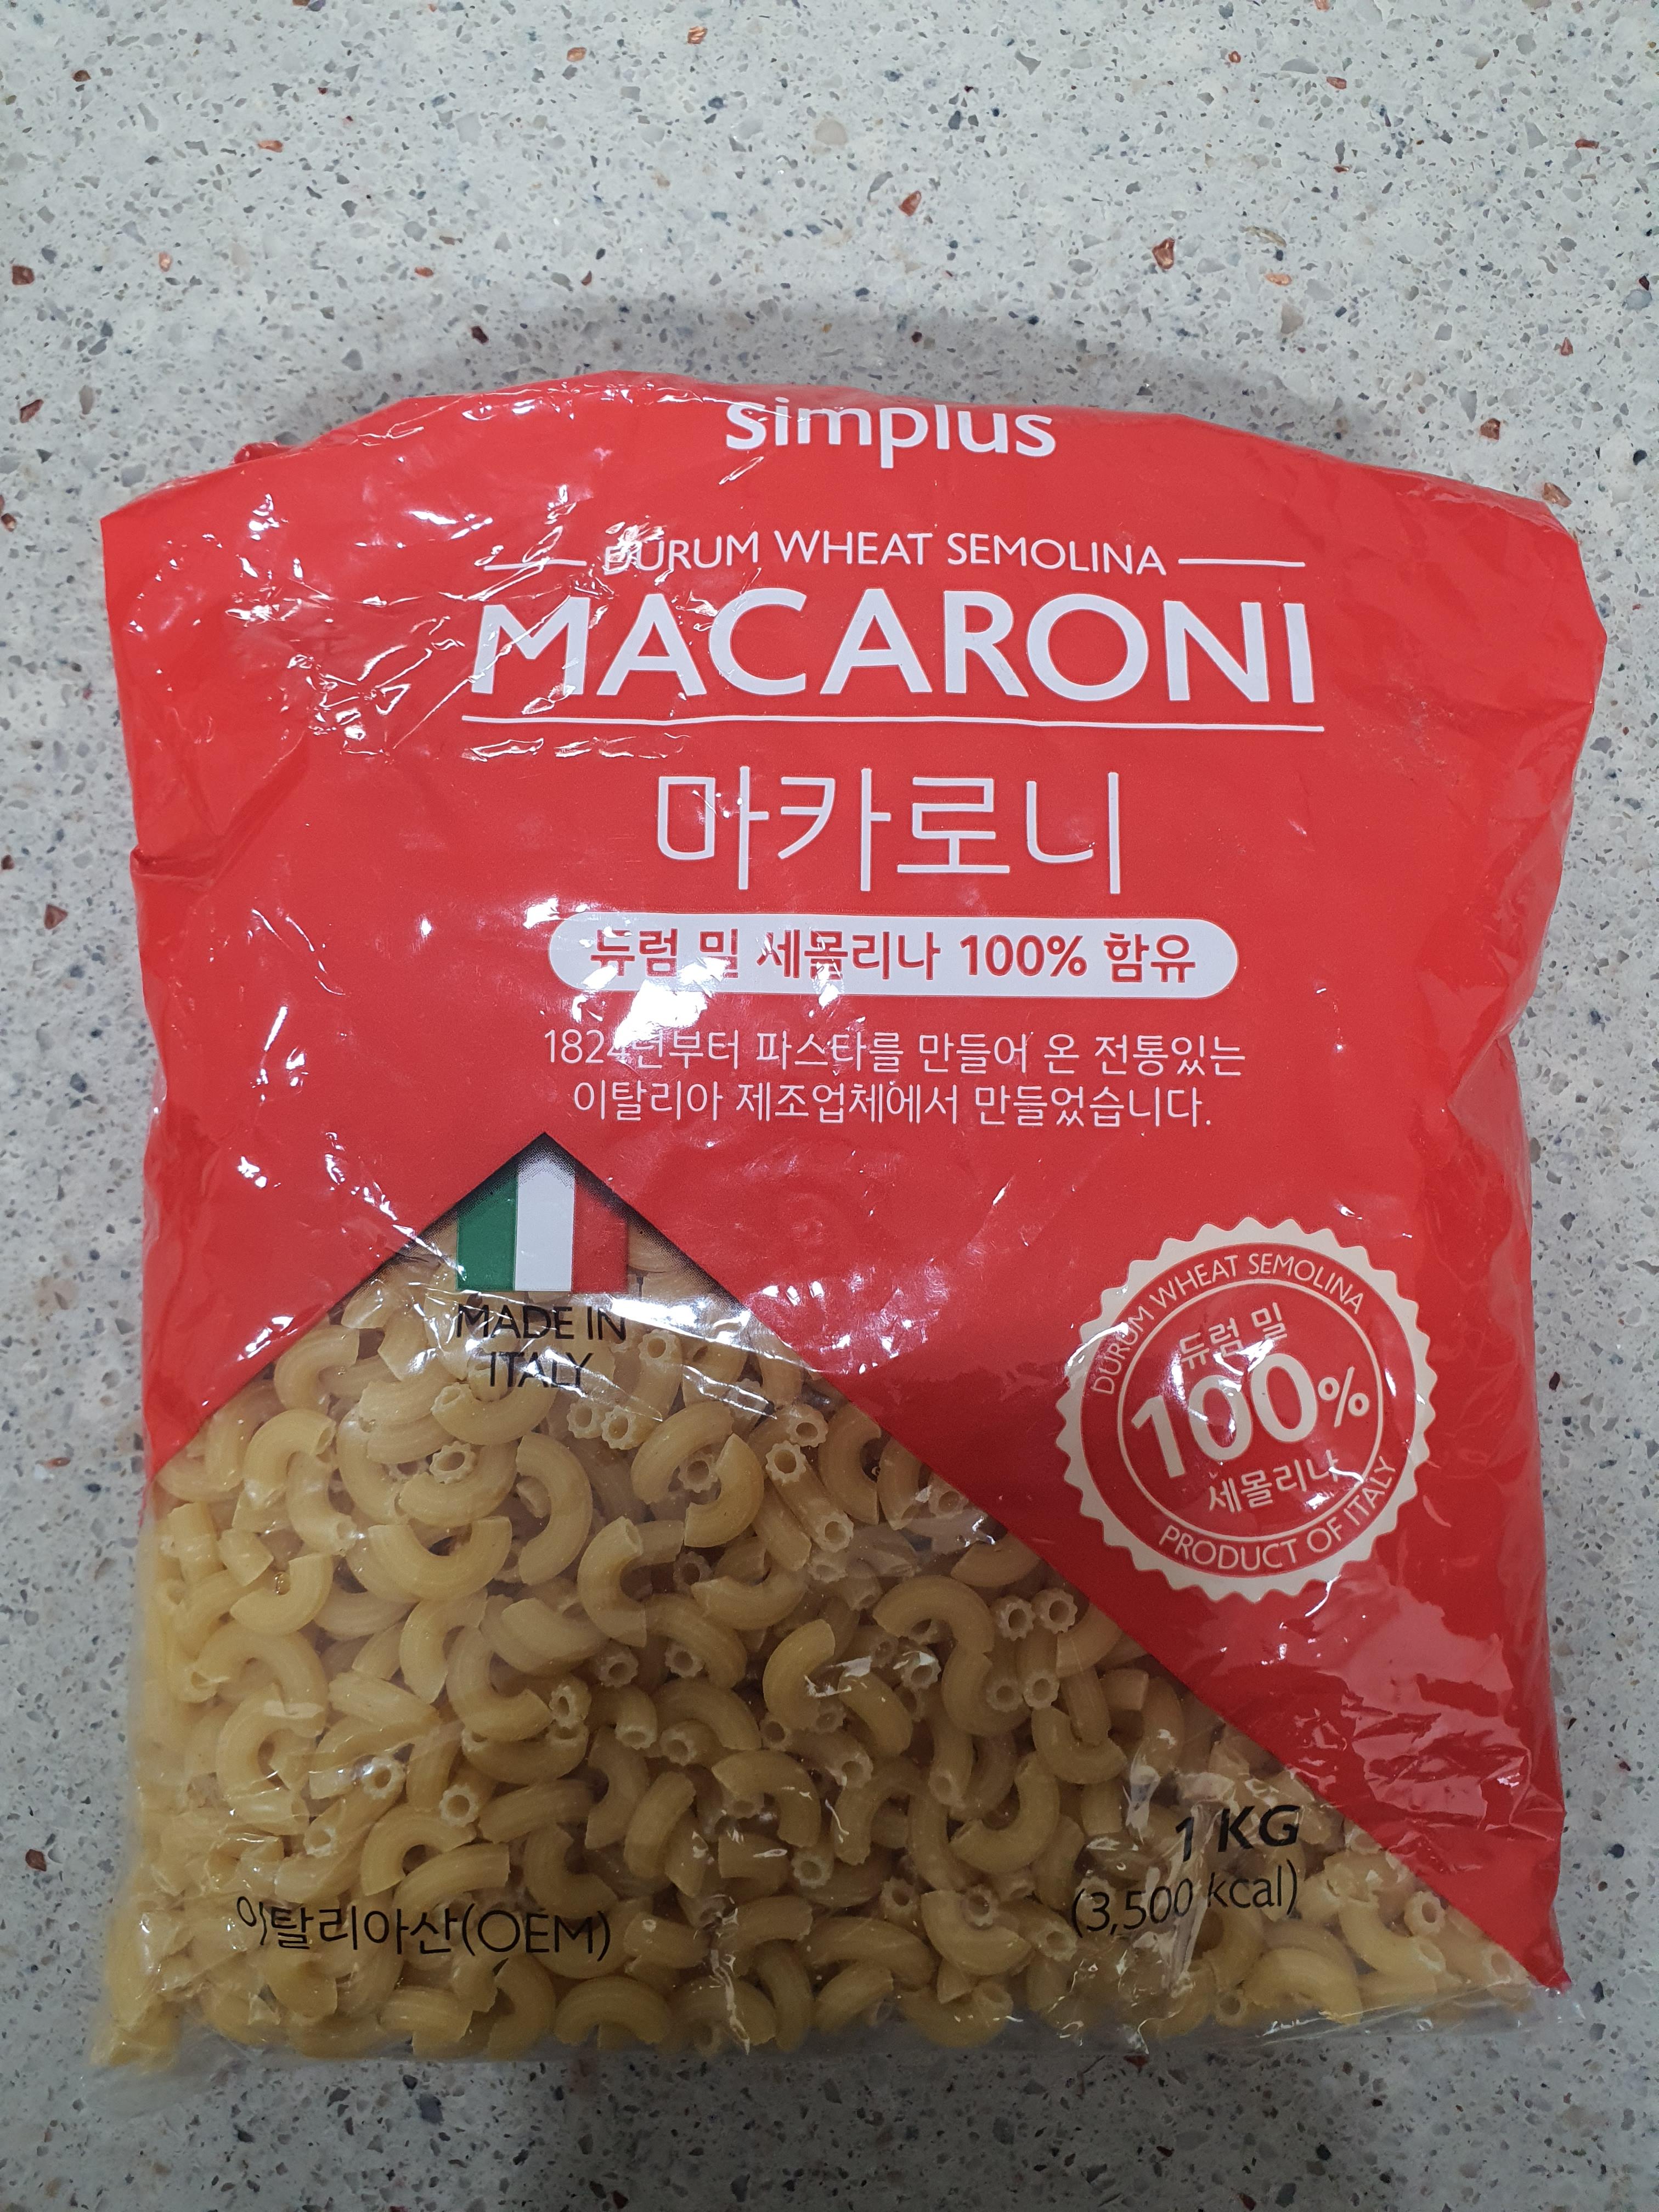 simplus
DURUM WHEAT SEMOLINA
MACARONI
마카로니
듀럼 밀 세몰리나 100% 함유
1824년부터 파스타를 만들어 온 전통있는
이탈리아 제조업체에서 만들었습니다.
MADE IN
ITALY
DURUM WHEAT SEMOLINA
듀럼 밀
100%
세몰리나
PRODUCT OF ITALY
1 KG
(3,500 kcal)
이탈리아산(OEM)